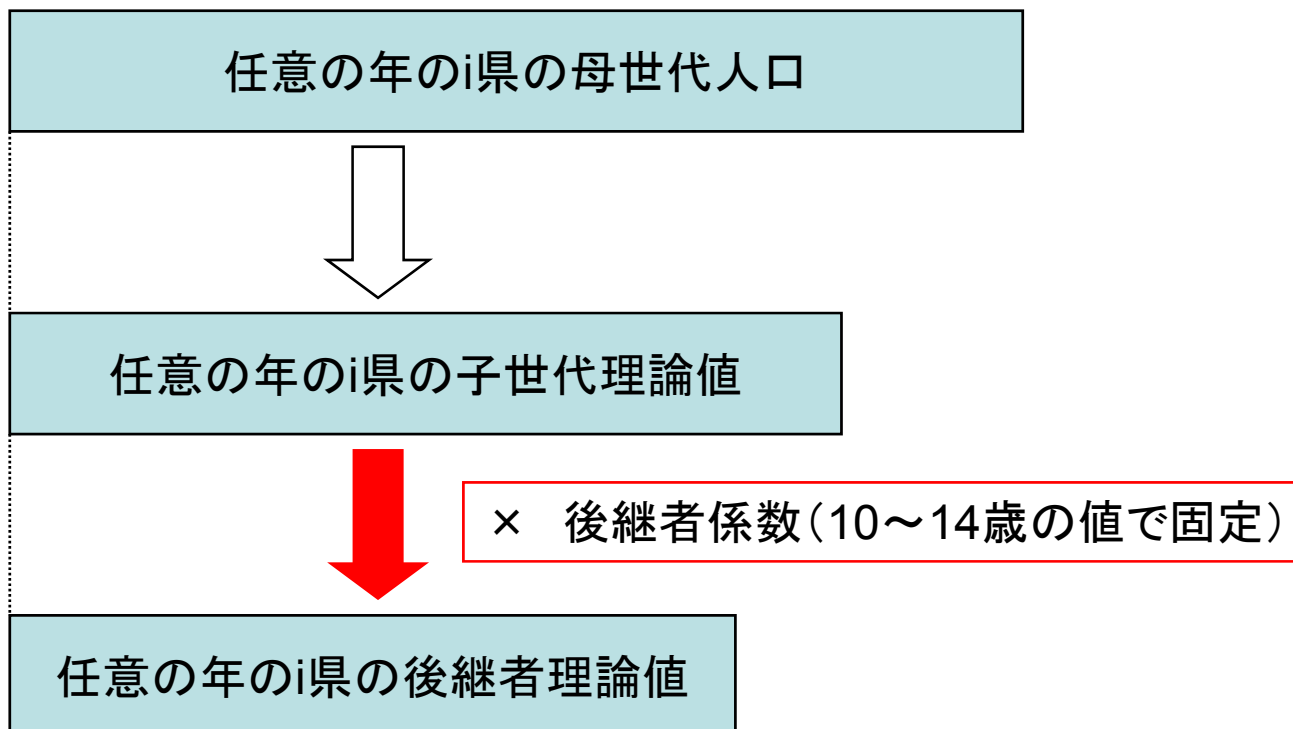 任意の年のi県の母世代人口
任意の年のi県の子世代理論値
×　後継者係数（10～14歳の値で固定）
任意の年のi県の後継者理論値